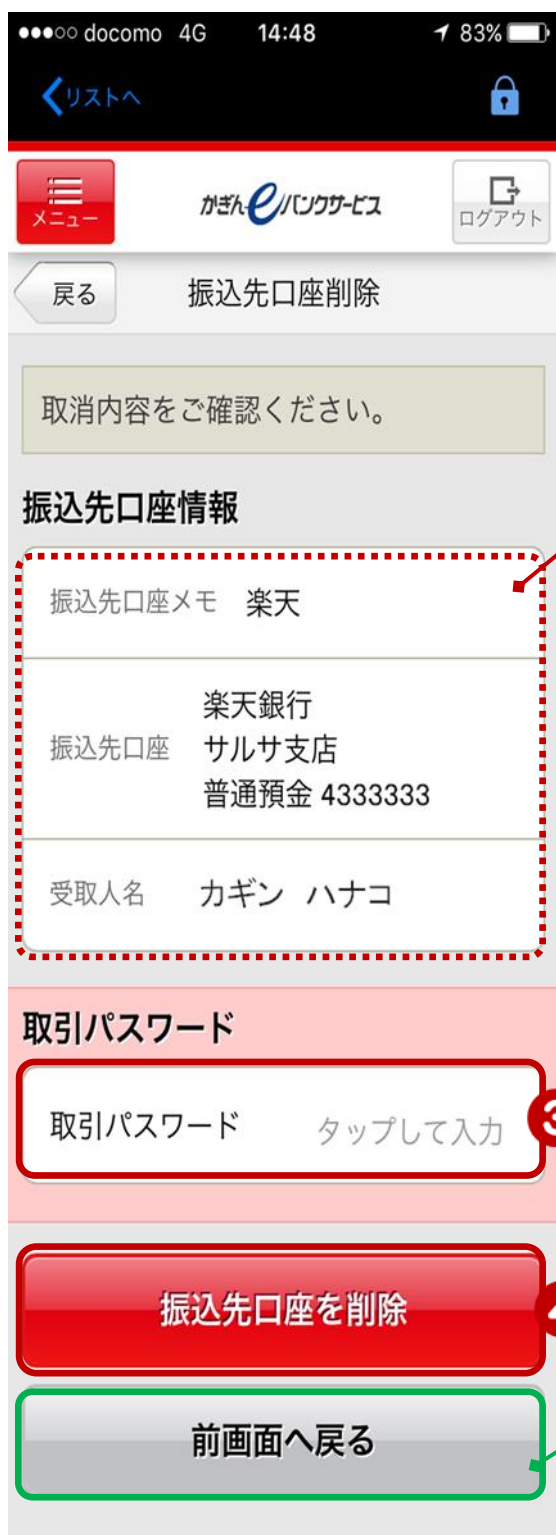 docomo 4G 14:48 83%
リストへ
メニュー
かぎんeバンクサービス
ログアウト
戻る
振込先口座削除
取消内容をご確認ください。
振込先口座情報
振込先口座メモ 楽天
振込先口座
楽天銀行
サルサ支店
普通預金 4333333
受取人名 カギン ハナコ
取引パスワード
取引パスワード タップして入力
3
振込先口座を削除
前画面へ戻る